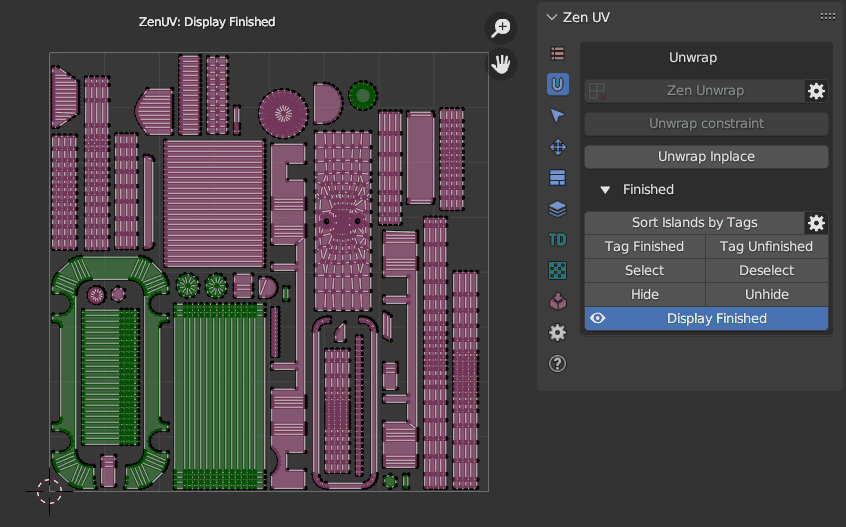 ZenUV: Display Finished
Zen UV
Unwrap
Zen Unwrap
Unwrap constraint
Unwrap Inplace
Finished
Sort Islands by Tags
Tag Finished Tag Unfinished
Select Deselect
Hide Unhide
Display Finished
U
TD
?